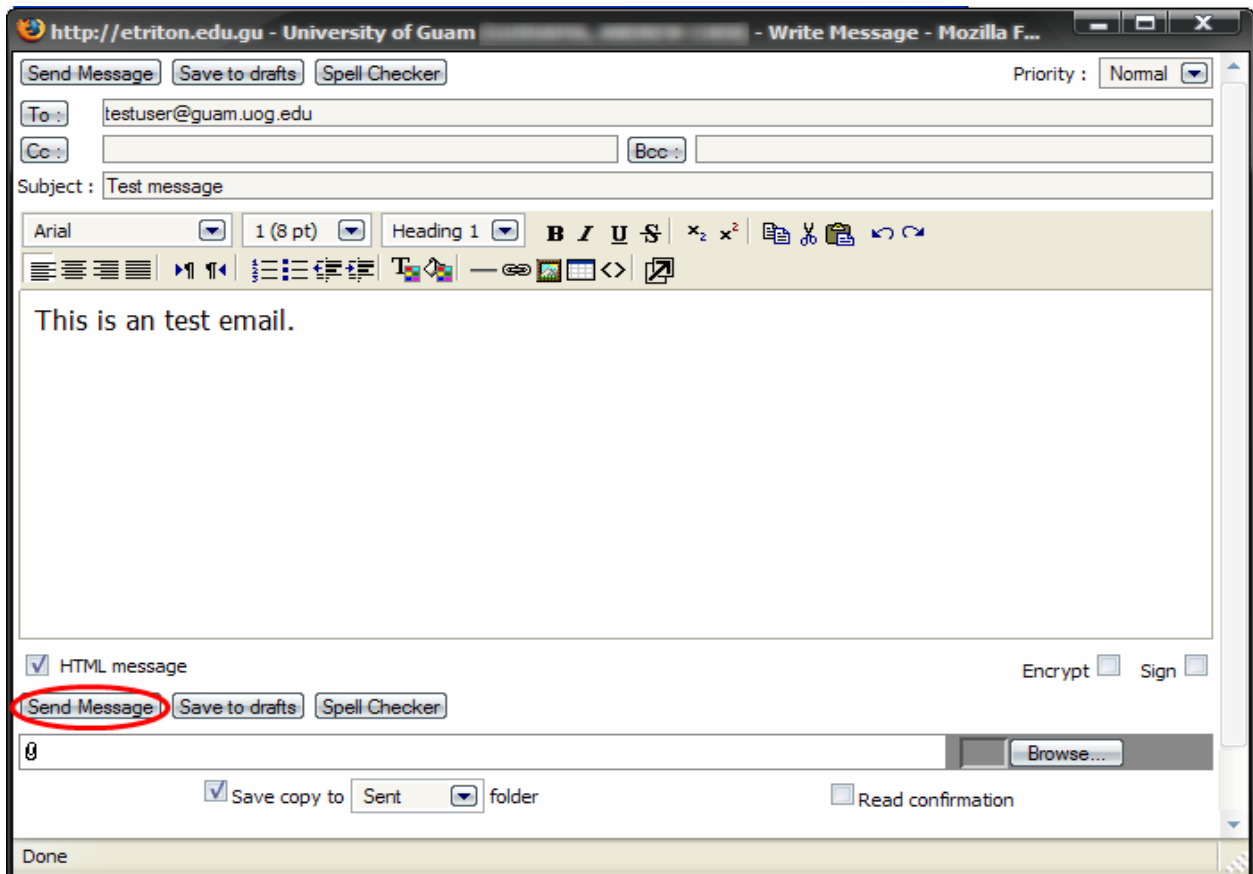 http://etriton.edu.gu - University of Guam - Write Message - Mozilla F...
Send Message Save to drafts Spell Checker Priority : Normal
To : testuser@guam.uog.edu
Cc : Bcc :
Subject : Test message
Arial 1 (8 pt) Heading 1 B I U S x₂ x²
This is an test email.
HTML message Encrypt Sign
Send Message Save to drafts Spell Checker
Browse...
Save copy to Sent folder Read confirmation
Done